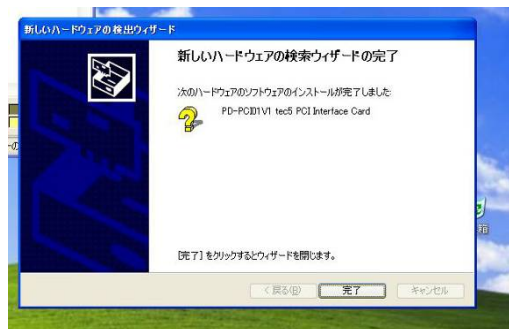 新しいハードウェアの検出ウィザード
新しいハードウェアの検索ウィザードの完了
次のハードウェアのソフトウェアのインストールが完了しました:
PD-PCI01V1 tec5 PCI Interface Card
[完了] をクリックするとウィザードを閉じます。
< 戻る(B)
完了
キャンセル
箱